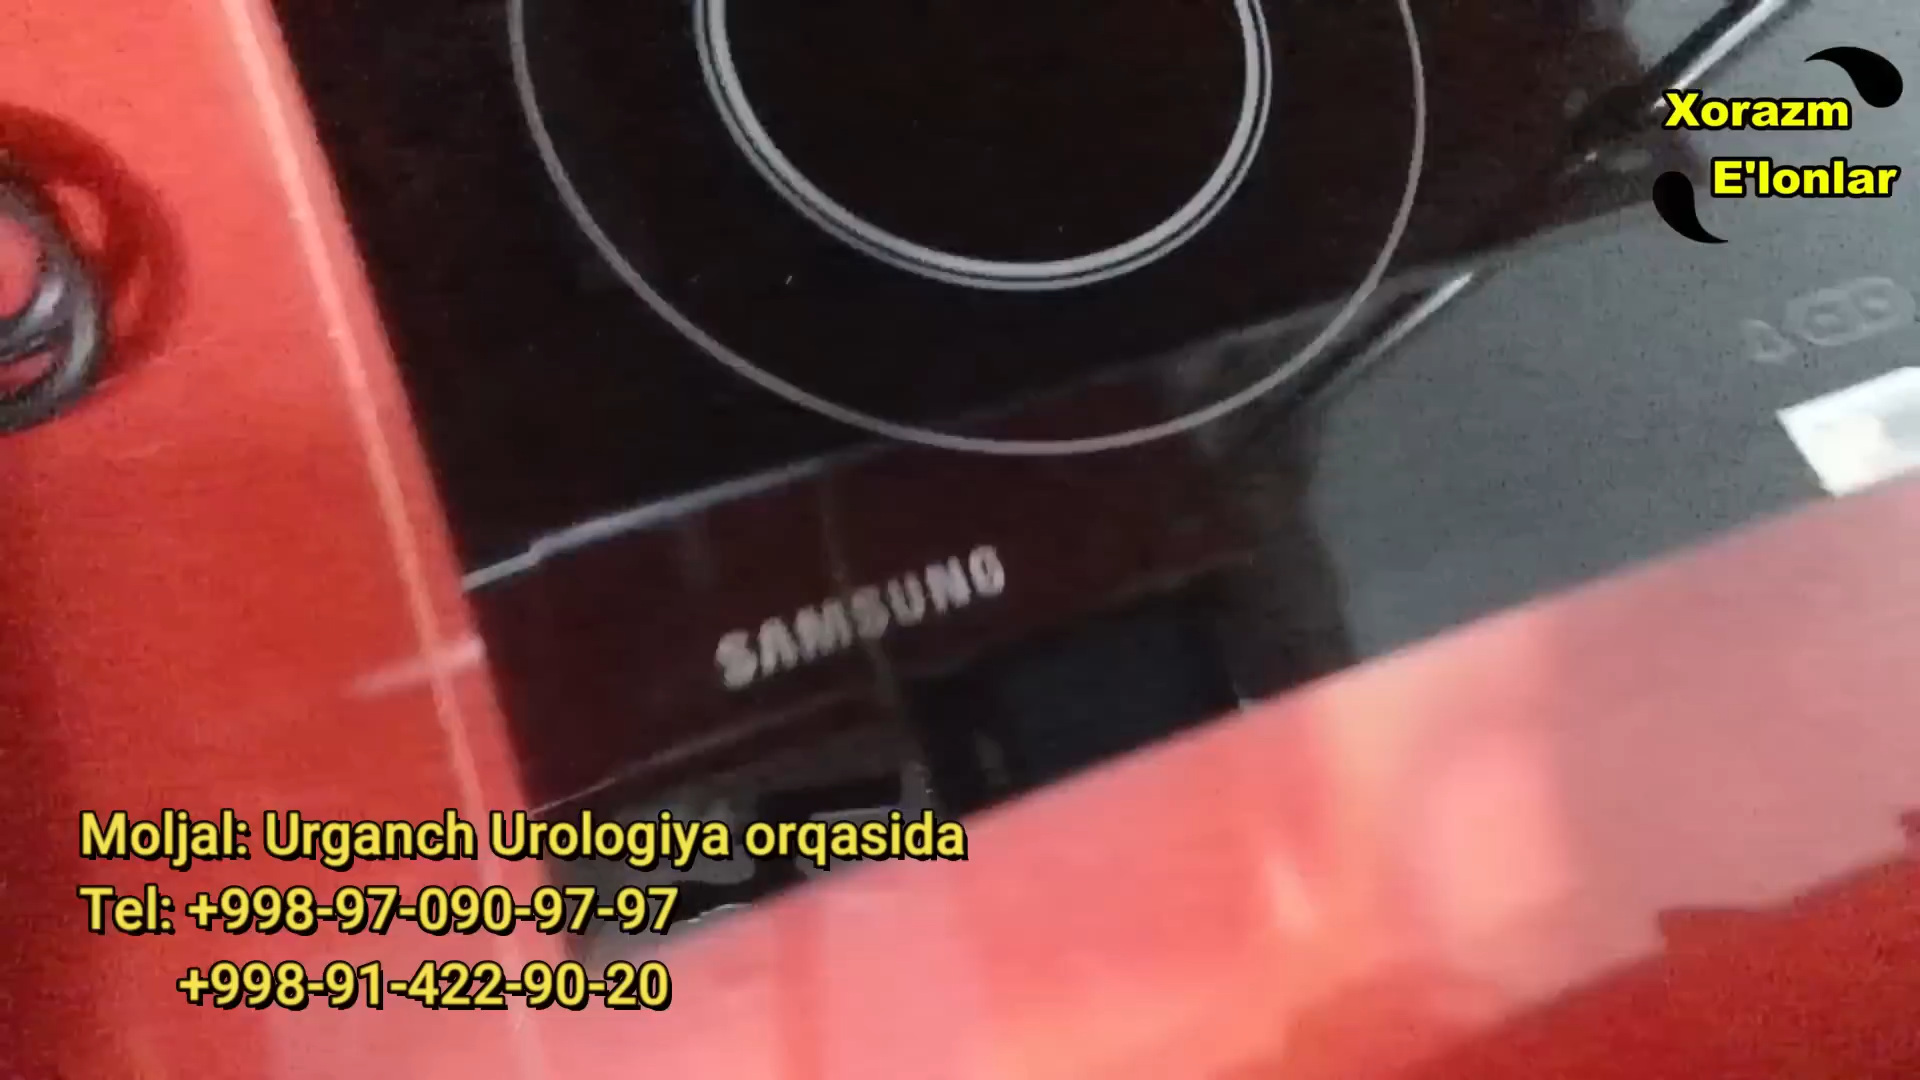 Xorazm
E'lonlar
SAMSUNG
Moljal: Urganch Urologiya orqasida
Tel: +998-97-090-97-97
+998-91-422-90-20